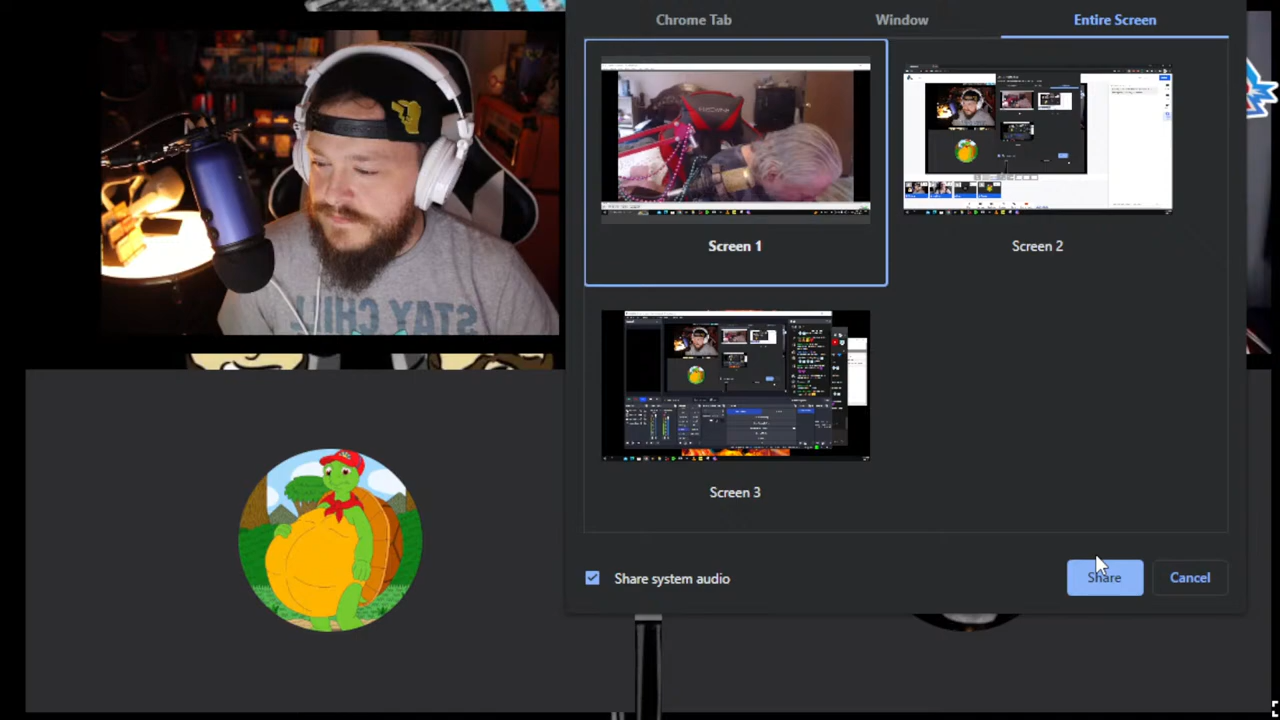 Chrome Tab
Window
Entire Screen
STAY CHILL
Screen 1
Screen 2
Screen 3
Share system audio
Share
Cancel